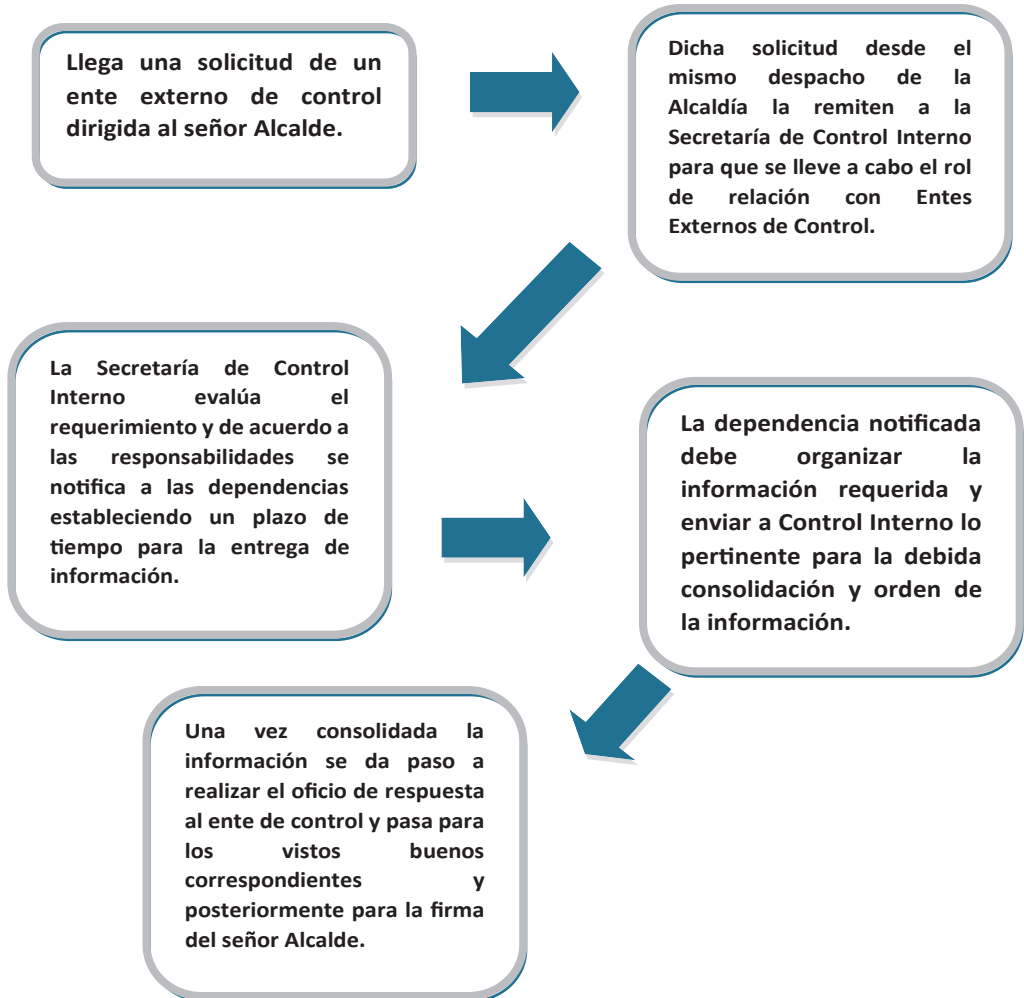 Llega una solicitud de un
ente externo de control
dirigida al señor Alcalde.
Dicha solicitud desde el
mismo despacho de la
Alcaldía la remiten a la
Secretaría de Control Interno
para que se lleve a cabo el rol
de relación con Entes
Externos de Control.
La Secretaría de Control
Interno evalúa el
requerimiento y de acuerdo a
las responsabilidades se
notifica a las dependencias
estableciendo un plazo de
tiempo para la entrega de
información.
La dependencia notificada
debe organizar la
información requerida y
enviar a Control Interno lo
pertinente para la debida
consolidación y orden de
la información.
Una vez consolidada la
información se da paso a
realizar el oficio de respuesta
al ente de control y pasa para
los vistos buenos
correspondientes y
posteriormente para la firma
del señor Alcalde.